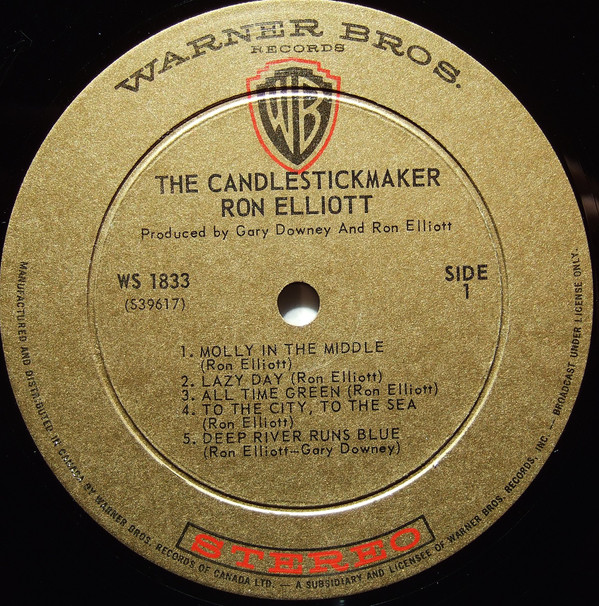 WARNER BROS.
RECORDS
WB
THE CANDLESTICKMAKER
RON ELLIOTT
Produced by Gary Downey And Ron Elliott
WS 1833
(S39617)
SIDE
1
1. MOLLY IN THE MIDDLE
(Ron Elliott)
2. LAZY DAY (Ron Elliott)
3. ALL TIME GREEN (Ron Elliott)
4. TO THE CITY, TO THE SEA
(Ron Elliott)
5. DEEP RIVER RUNS BLUE
(Ron Elliott—Gary Downey)
STEREO
MANUFACTURED AND DISTRIBUTED IN CANADA BY WARNER BROS. RECORDS OF CANADA LTD. — A SUBSIDIARY AND LICENSEE OF WARNER BROS. RECORDS, INC. — BROADCAST UNDER LICENSE ONLY.